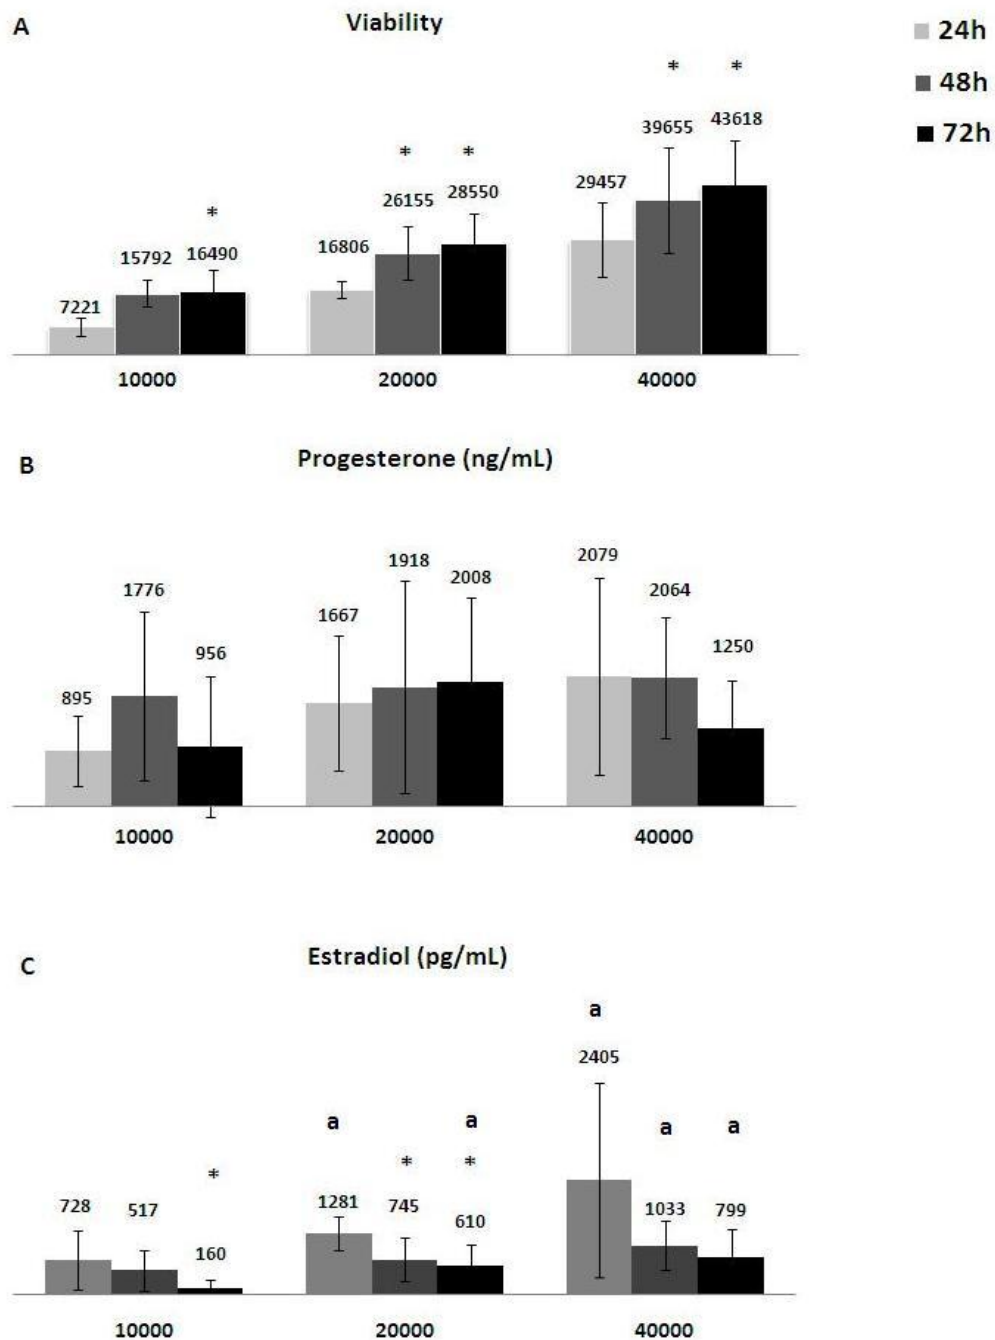 A
Viability
24h
48h
72h
* *
39655 43618
* *
29457
26155 28550
*
16806
15792 16490
7221
10000 20000 40000
B
Progesterone (ng/mL)
2079
1918
2008
1776
2064
1667
956
1250
895
10000 20000 40000
C
Estradiol (pg/mL)
a
2405
a a a a
* * *
728 517 160
1281 745 610
1033 799
10000 20000 40000